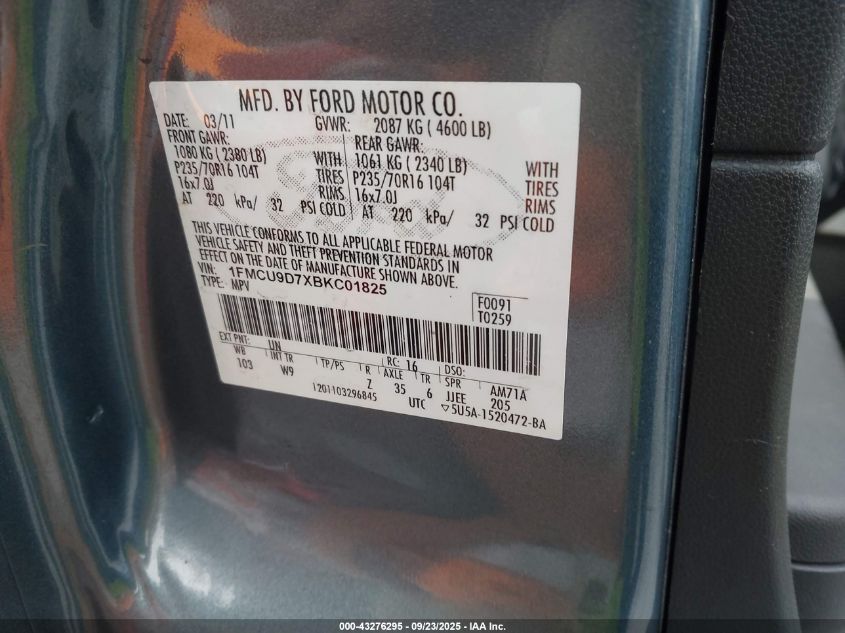 MFD. BY FORD MOTOR CO.
DATE: 03/11 GVWR: 2087 KG ( 4600 LB)
FRONT GAWR: REAR GAWR:
1080 KG ( 2380 LB) WITH 1061 KG ( 2340 LB) WITH
P235/70R16 104T TIRES P235/70R16 104T TIRES
16x7.0J RIMS 16x7.0J RIMS
AT 220 kPa/ 32 PSI COLD AT 220 kPa/ 32 PSI COLD
THIS VEHICLE CONFORMS TO ALL APPLICABLE FEDERAL MOTOR
VEHICLE SAFETY AND THEFT PREVENTION STANDARDS IN
EFFECT ON THE DATE OF MANUFACTURE SHOWN ABOVE.
VIN: 1FMCU9D7XBKC01825
TYPE: MPV
F0091
T0259
EXT PNT: UN RC: 16 DSO:
WB INT TR TP/PS R AXLE TR SPR AM71A
103 W9 Z 35 6 JJEE 205
1201103296845 UTC ▽5U5A-1520472-BA
000-43276295 - 09/23/2025 - IAA Inc.